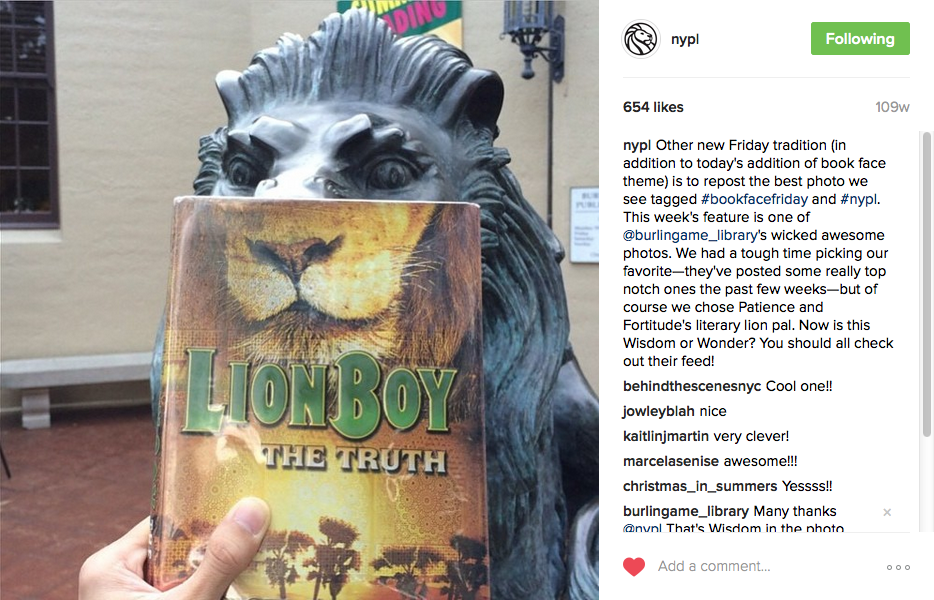 SUMMER
READING
BUR
PUBLI
LION BOY
THE TRUTH
nypl
Following
654 likes
109w
nypl Other new Friday tradition (in
addition to today's addition of book face
theme) is to repost the best photo we
see tagged #bookfacefriday and #nypl.
This week's feature is one of
@burlingame_library's wicked awesome
photos. We had a tough time picking our
favorite—they've posted some really top
notch ones the past few weeks—but of
course we chose Patience and
Fortitude's literary lion pal. Now is this
Wisdom or Wonder? You should all check
out their feed!
behindthescenesnyc Cool one!!
jowleyblah nice
kaitlinjmartin very clever!
marcelasenise awesome!!!
christmas_in_summers Yessss!!
burlingame_library Many thanks
@nypl That's Wisdom in the photo
Add a comment...